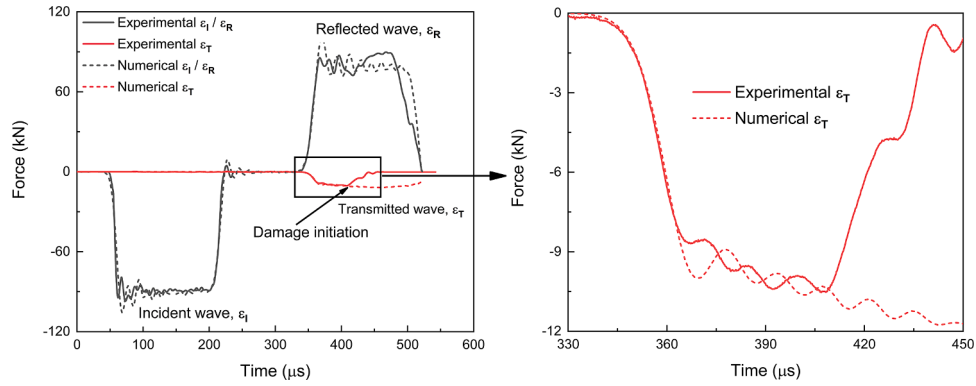 Experimental εI / εR
Experimental εT
Numerical εI / εR
Numerical εT
Reflected wave, εR
Transmitted wave, εT
Damage initiation
Incident wave, εI
120
60
0
-60
-120
Force (kN)
0
100
200
300
400
500
600
Time (μs)
Experimental εT
Numerical εT
0
-3
-6
-9
-12
Force (kN)
330
360
390
420
450
Time (μs)